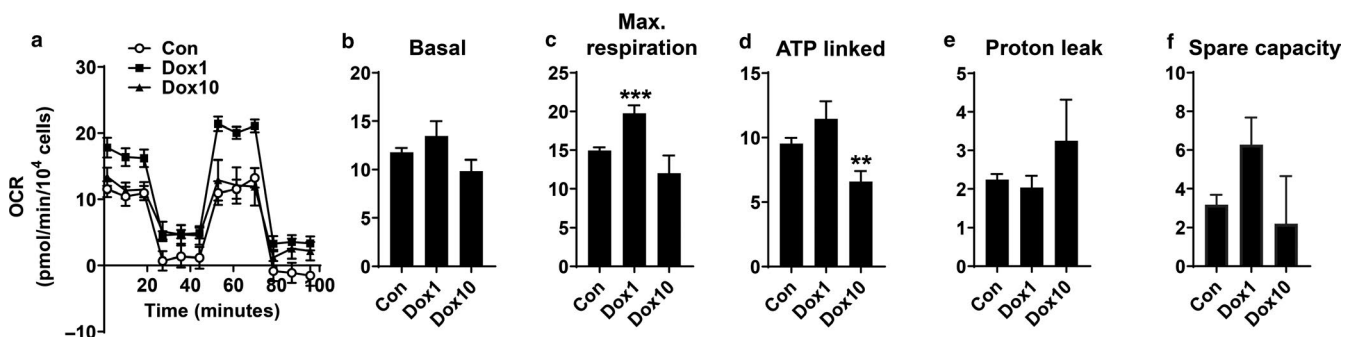 a
Con
Dox1
Dox10
OCR
(pmol/min/10⁴ cells)
30
20
10
0
−10
20 40 60 80 100
Time (minutes)
b Basal
20
15
10
5
0
Con Dox1 Dox10
c Max.
respiration
25
20
15
10
5
0
***
Con Dox1 Dox10
d ATP linked
15
10
5
0
**
Con Dox1 Dox10
e Proton leak
5
4
3
2
1
0
Con Dox1 Dox10
f Spare capacity
10
8
6
4
2
0
Con Dox1 Dox10